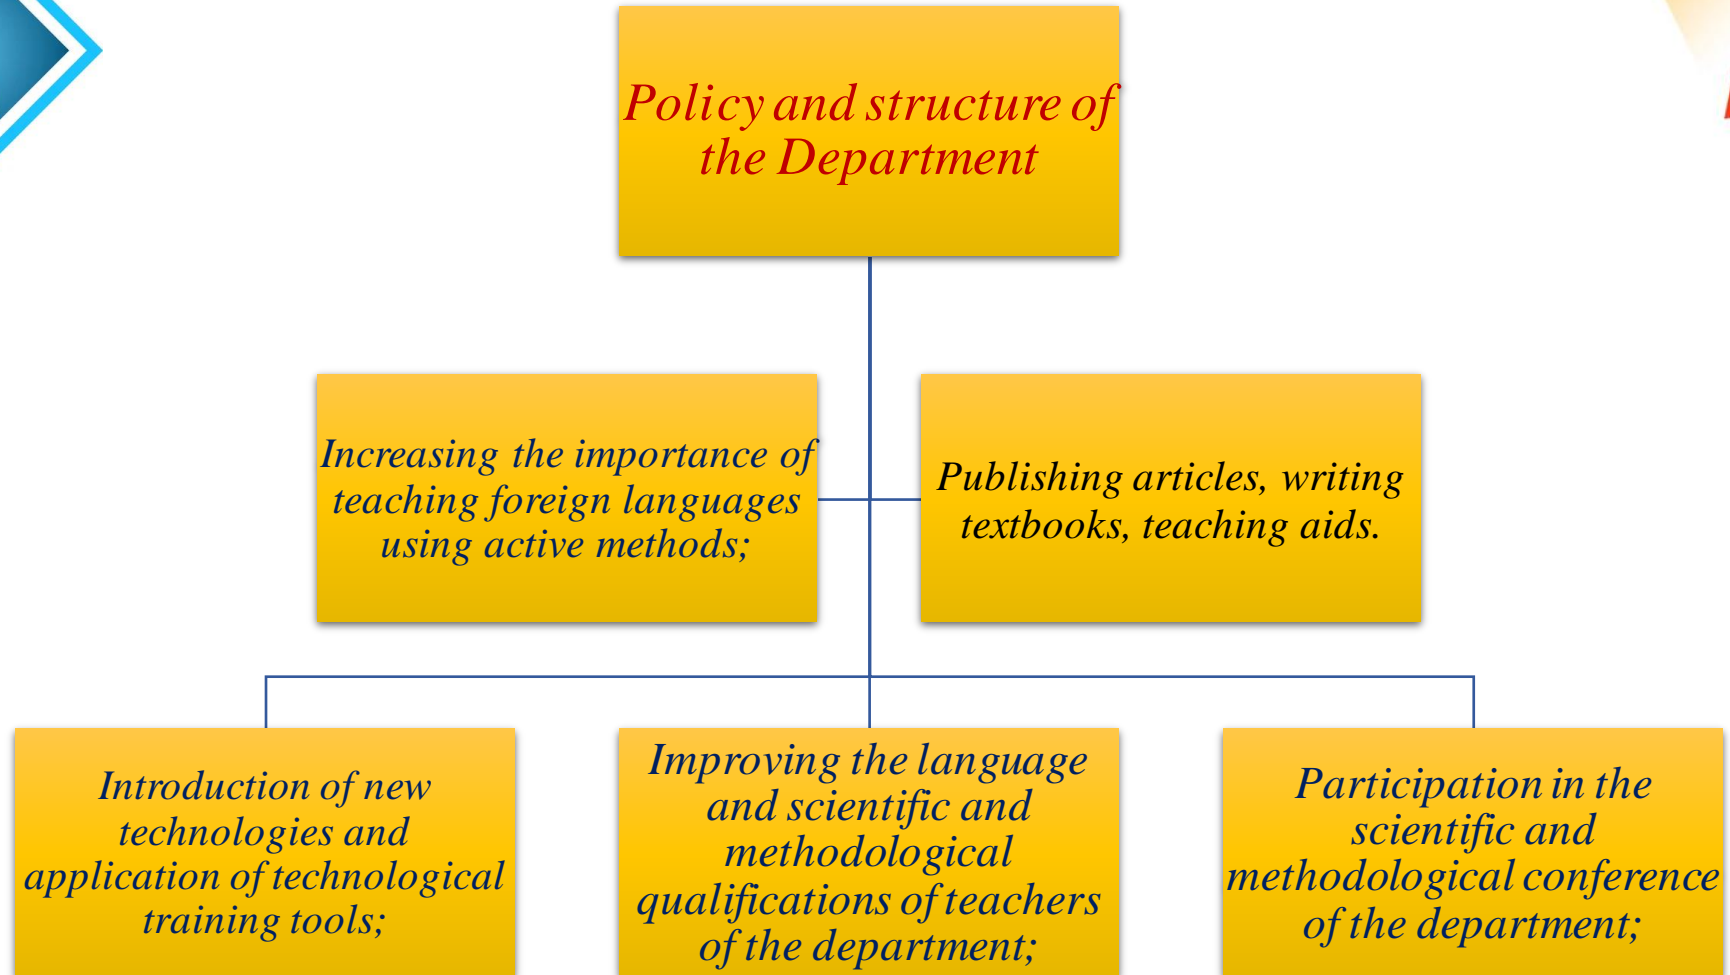 Policy and structure of
the Department
Increasing the importance of
teaching foreign languages
using active methods;
Publishing articles, writing
textbooks, teaching aids.
Introduction of new
technologies and
application of technological
training tools;
Improving the language
and scientific and
methodological
qualifications of teachers
of the department;
Participation in the
scientific and
methodological conference
of the department;